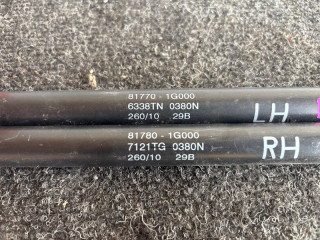 81770 - 1G000
6338TN 0380N
260/10 29B
LH
81780 - 1G000
7121TG 0380N
260/10 29B
RH